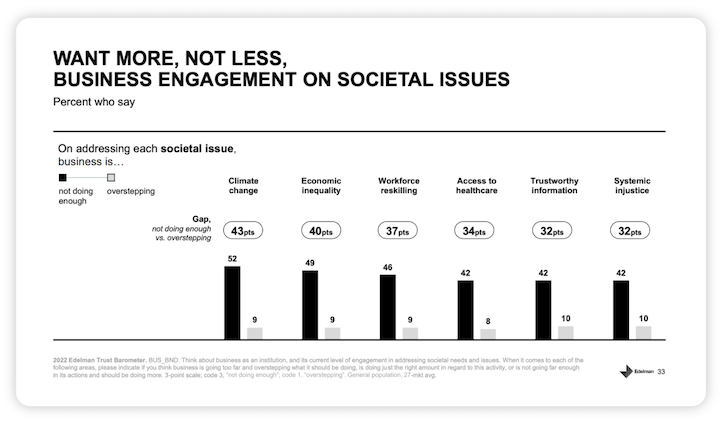 WANT MORE, NOT LESS,
BUSINESS ENGAGEMENT ON SOCIETAL ISSUES
Percent who say
On addressing each societal issue,
business is...
not doing enough
overstepping
Climate change
Economic inequality
Workforce reskilling
Access to healthcare
Trustworthy information
Systemic injustice
Gap,
not doing enough
vs. overstepping
43pts
40pts
37pts
34pts
32pts
32pts
52
9
49
9
46
9
42
8
42
10
42
10
2022 Edelman Trust Barometer. BUS_BND. Think about business as an institution, and its current level of engagement in addressing societal needs and issues. When it comes to each of the
following areas, please indicate if you think business is going too far and overstepping what it should be doing, is doing just the right amount in regard to this activity, or is not going far enough
in its actions and should be doing more. 3-point scale; code 3, "not doing enough"; code 1, "overstepping". General population, 27-mkt avg.
Edelman
33